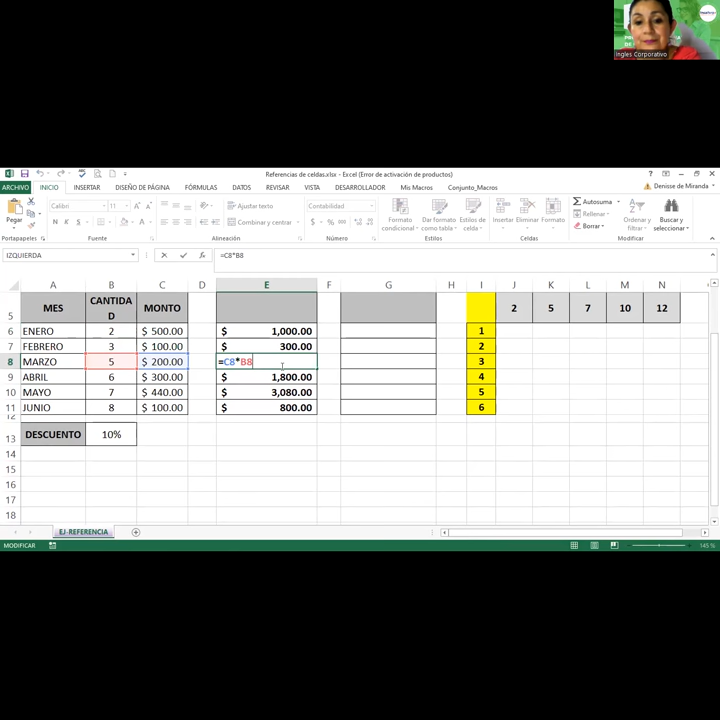 Ingles Corporativo
Referencias de celdas.xlsx - Excel (Error de activación de productos)
ARCHIVO INICIO INSERTAR DISEÑO DE PÁGINA FÓRMULAS DATOS REVISAR VISTA DESARROLLADOR Mis Macros Conjunto_Macros Denisse de Miranda
Pegar
Calibri 11
N K S
Ajustar texto
Combinar y centrar
Contabilidad
$ % 000
Formato condicional
Dar formato como tabla
Estilos de celda
Insertar Eliminar Formato
Autosuma
Rellenar
Borrar
Ordenar y filtrar
Buscar y seleccionar
Portapapeles Fuente Alineación Número Estilos Celdas Modificar
IZQUIERDA =C8*B8
A B C D E F G H I J K L M N
5 MES CANTIDAD MONTO 2 5 7 10 12
6 ENERO 2 $ 500.00 $ 1,000.00 1
7 FEBRERO 3 $ 100.00 $ 300.00 2
8 MARZO 5 $ 200.00 =C8*B8 3
9 ABRIL 6 $ 300.00 $ 1,800.00 4
10 MAYO 7 $ 440.00 $ 3,080.00 5
11 JUNIO 8 $ 100.00 $ 800.00 6
12
13 DESCUENTO 10%
14
15
16
17
18
EJ-REFERENCIA
MODIFICAR 145 %